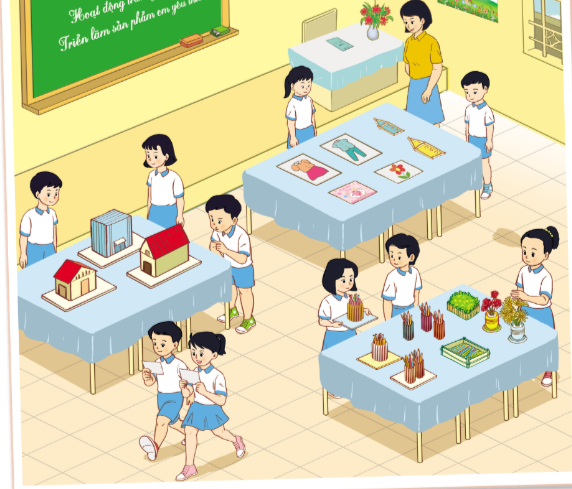 Hoạt động
Triển lãm sản phẩm em yêu